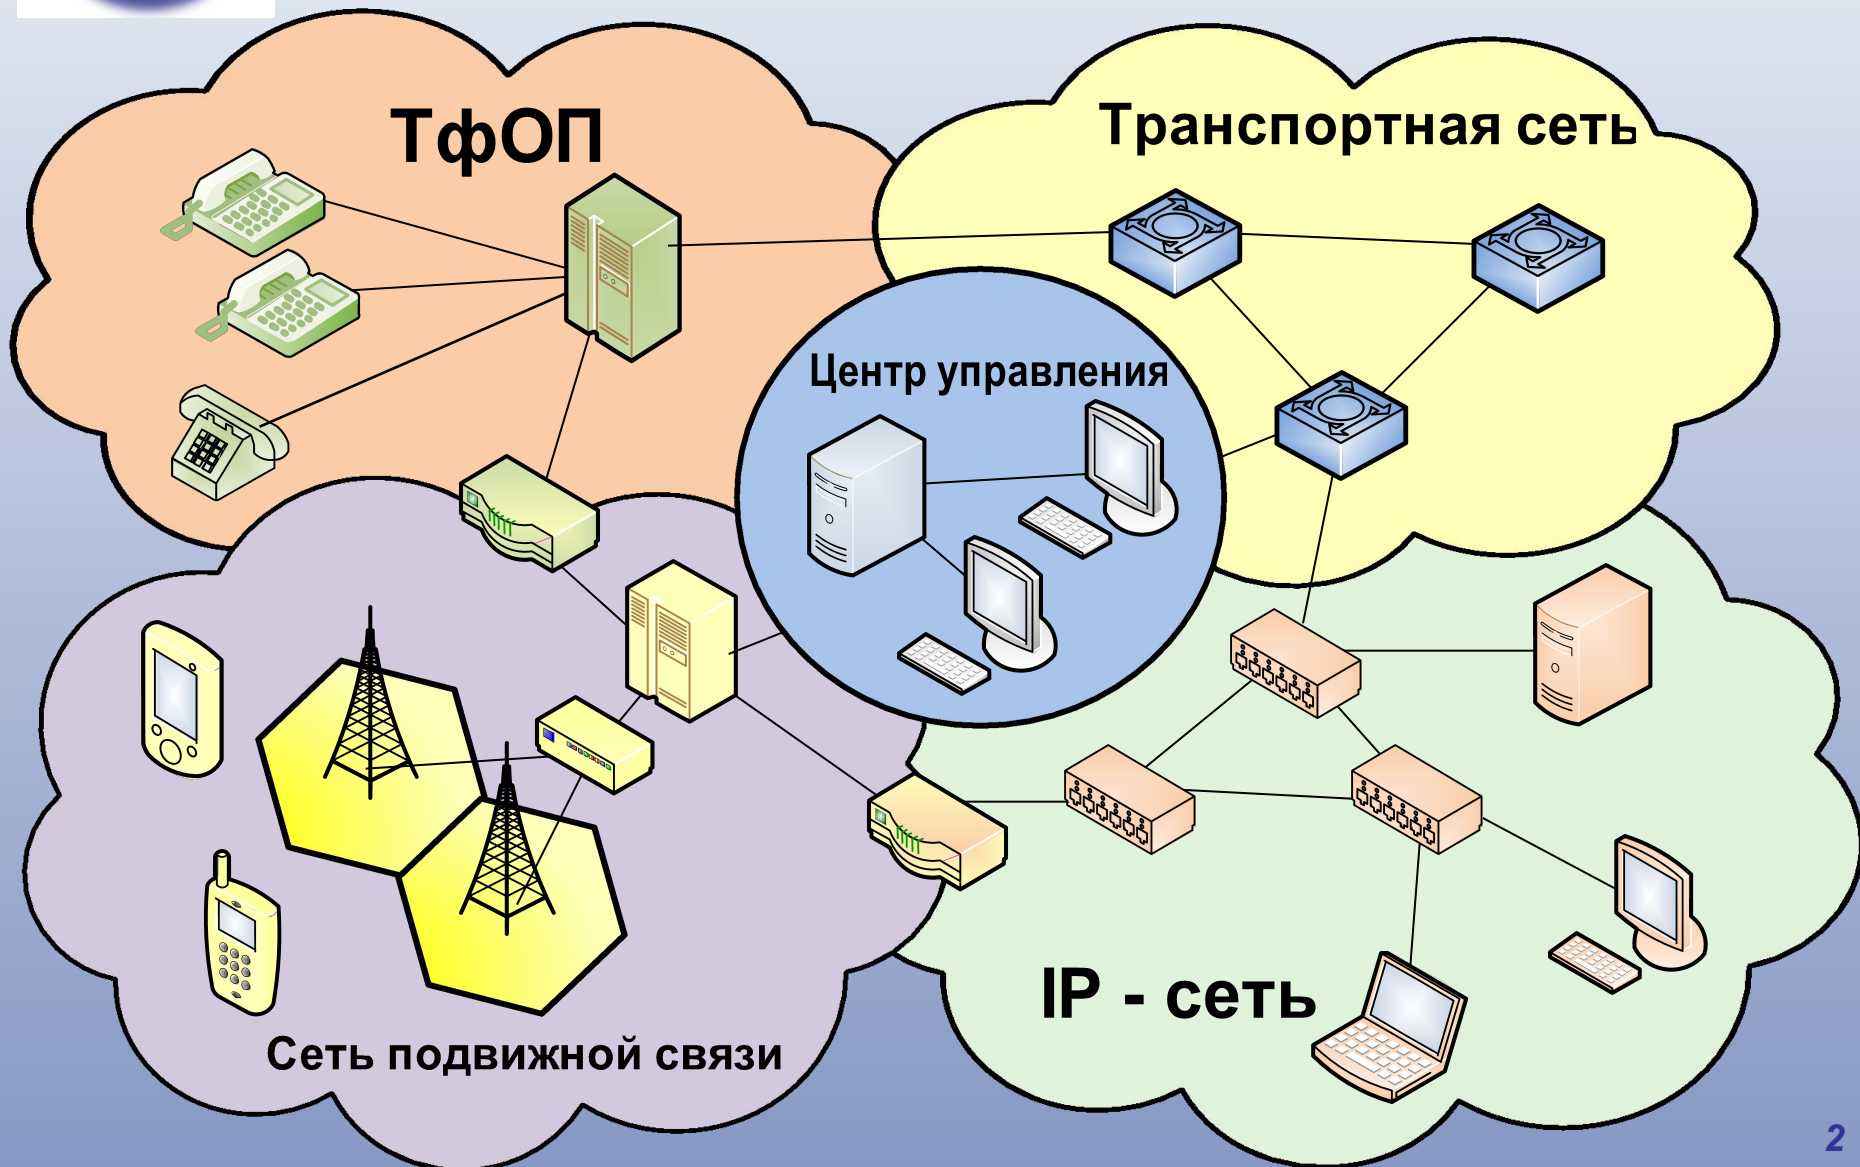 ТфОП
Транспортная сеть
Центр управления
IP - сеть
Сеть подвижной связи
2